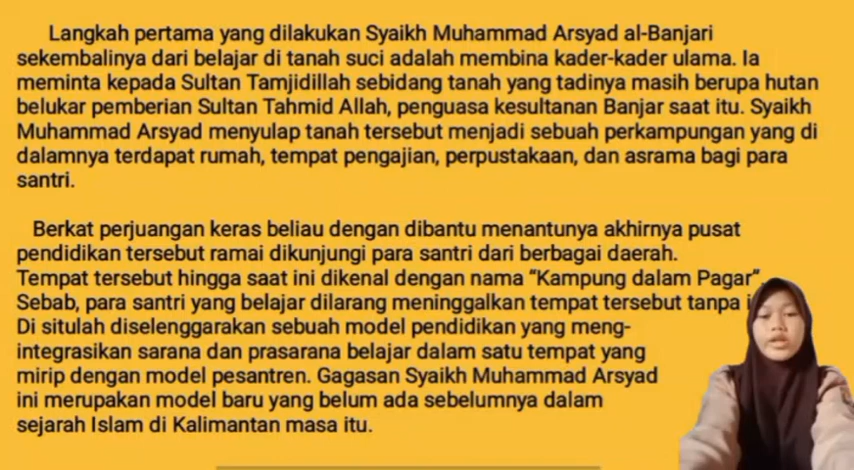 Langkah pertama yang dilakukan Syaikh Muhammad Arsyad al-Banjari
sekembalinya dari belajar di tanah suci adalah membina kader-kader ulama. Ia
meminta kepada Sultan Tamjidillah sebidang tanah yang tadinya masih berupa hutan
belukar pemberian Sultan Tahmid Allah, penguasa kesultanan Banjar saat itu. Syaikh
Muhammad Arsyad menyulap tanah tersebut menjadi sebuah perkampungan yang di
dalamnya terdapat rumah, tempat pengajian, perpustakaan, dan asrama bagi para
santri.
Berkat perjuangan keras beliau dengan dibantu menantunya akhirnya pusat
pendidikan tersebut ramai dikunjungi para santri dari berbagai daerah.
Tempat tersebut hingga saat ini dikenal dengan nama “Kampung dalam Pagar”.
Sebab, para santri yang belajar dilarang meninggalkan tempat tersebut tanpa
Di situlah diselenggarakan sebuah model pendidikan yang meng-
integrasikan sarana dan prasarana belajar dalam satu tempat yang
mirip dengan model pesantren. Gagasan Syaikh Muhammad Arsyad
ini merupakan model baru yang belum ada sebelumnya dalam
sejarah Islam di Kalimantan masa itu.